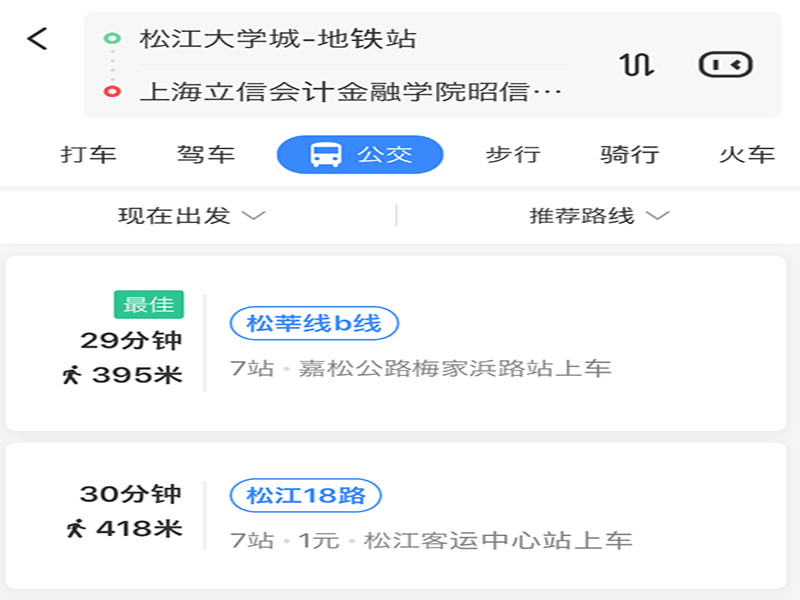 松江大学城-地铁站
上海立信会计金融学院昭信…
打车 驾车 公交 步行 骑行 火车
现在出发 推荐路线
最佳
29分钟
395米
松莘线b线
7站·嘉松公路梅家浜路站上车
30分钟
418米
松江18路
7站·1元·松江客运中心站上车